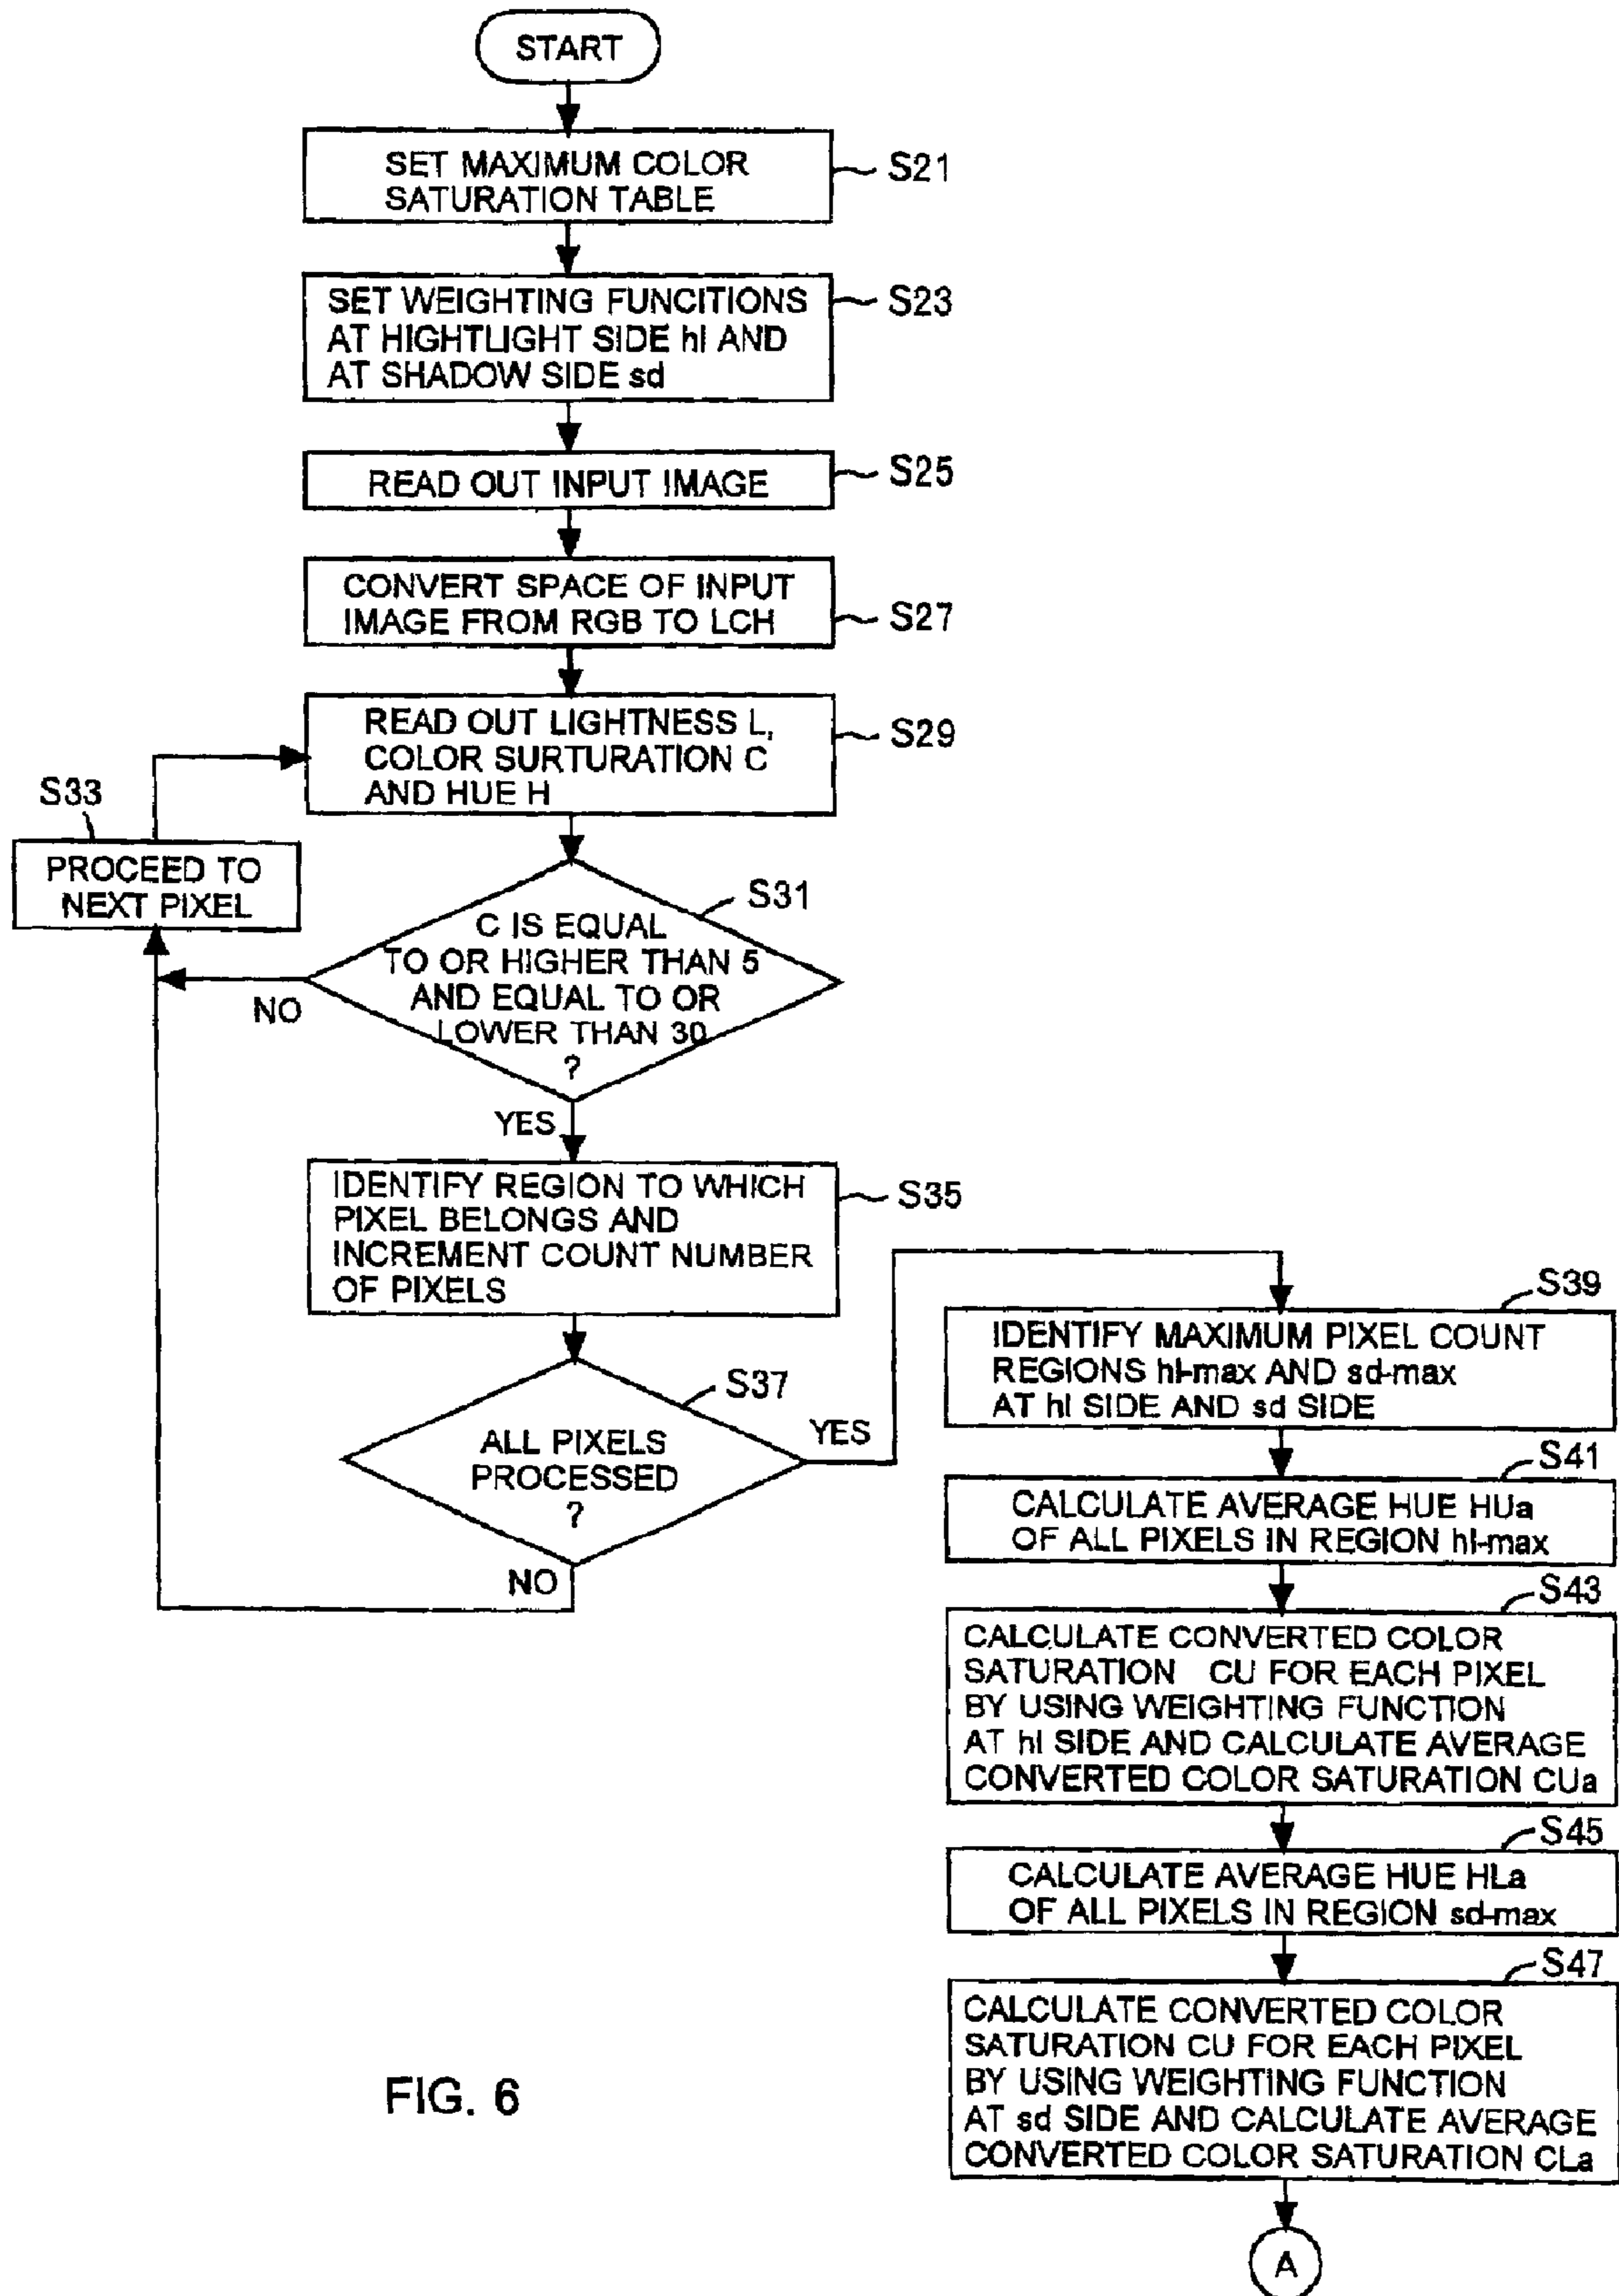 START
SET MAXIMUM COLOR
SATURATION TABLE
S21
SET WEIGHTING FUNCITIONS
AT HIGHTLIGHT SIDE hl AND
AT SHADOW SIDE sd
S23
READ OUT INPUT IMAGE
S25
CONVERT SPACE OF INPUT
IMAGE FROM RGB TO LCH
S27
READ OUT LIGHTNESS L,
COLOR SURTURATION C
AND HUE H
S29
S33
PROCEED TO
NEXT PIXEL
S31
C IS EQUAL
TO OR HIGHER THAN 5
AND EQUAL TO OR
LOWER THAN 30
?
NO
YES
IDENTIFY REGION TO WHICH
PIXEL BELONGS AND
INCREMENT COUNT NUMBER
OF PIXELS
S35
S37
ALL PIXELS
PROCESSED
?
YES
NO
S39
IDENTIFY MAXIMUM PIXEL COUNT
REGIONS hl-max AND sd-max
AT hl SIDE AND sd SIDE
S41
CALCULATE AVERAGE HUE HUa
OF ALL PIXELS IN REGION hl-max
S43
CALCULATE CONVERTED COLOR
SATURATION CU FOR EACH PIXEL
BY USING WEIGHTING FUNCTION
AT hl SIDE AND CALCULATE AVERAGE
CONVERTED COLOR SATURATION CUa
S45
CALCULATE AVERAGE HUE HLa
OF ALL PIXELS IN REGION sd-max
S47
CALCULATE CONVERTED COLOR
SATURATION CU FOR EACH PIXEL
BY USING WEIGHTING FUNCTION
AT sd SIDE AND CALCULATE AVERAGE
CONVERTED COLOR SATURATION CLa
A
FIG. 6